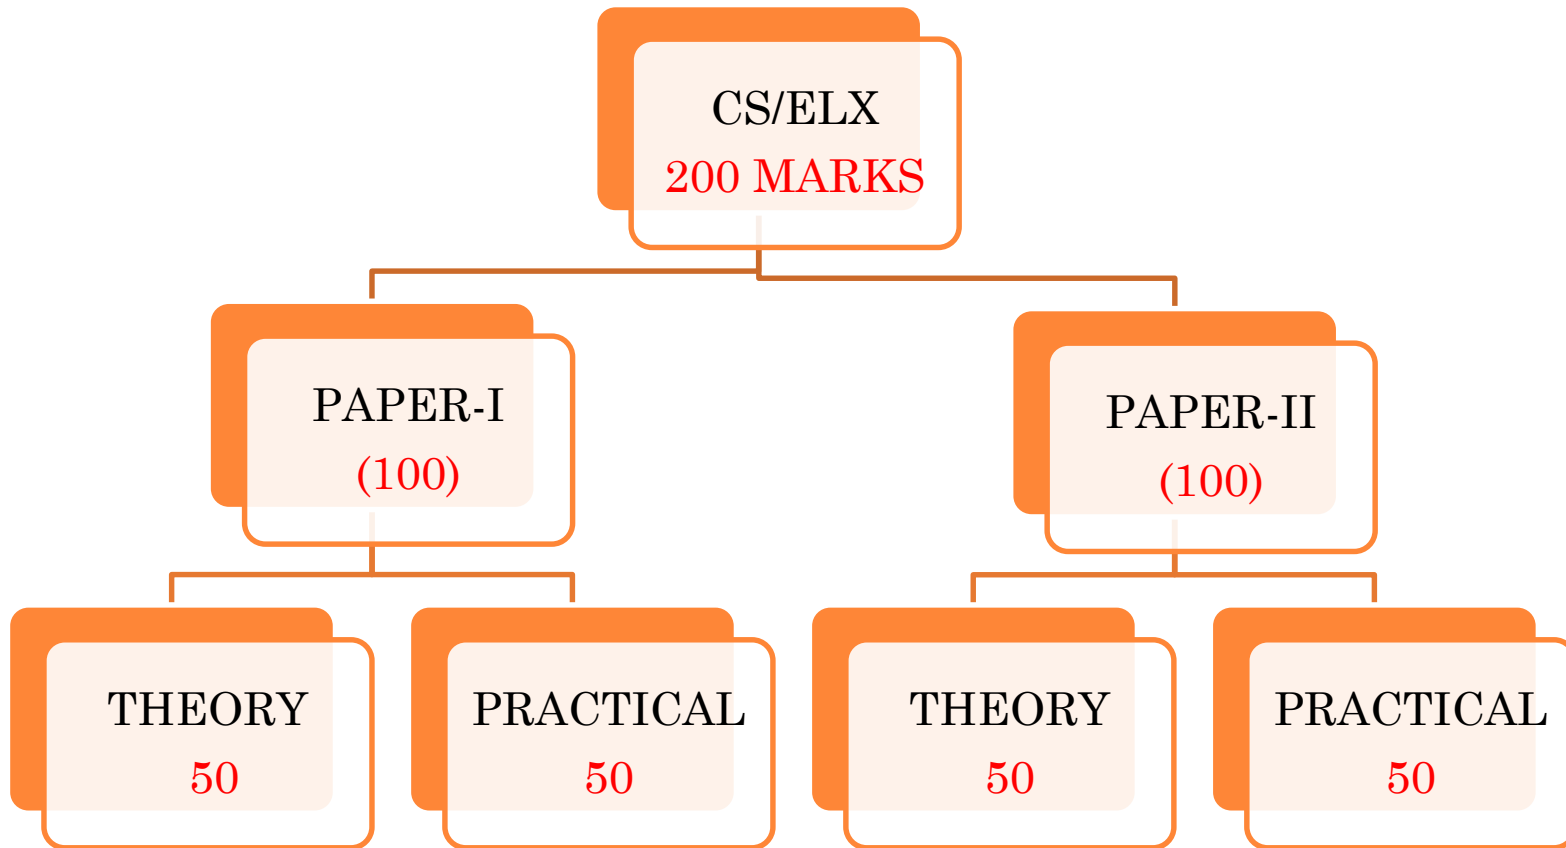 CS/ELX
200 MARKS
PAPER-I
(100)
PAPER-II
(100)
THEORY
50
PRACTICAL
50
THEORY
50
PRACTICAL
50